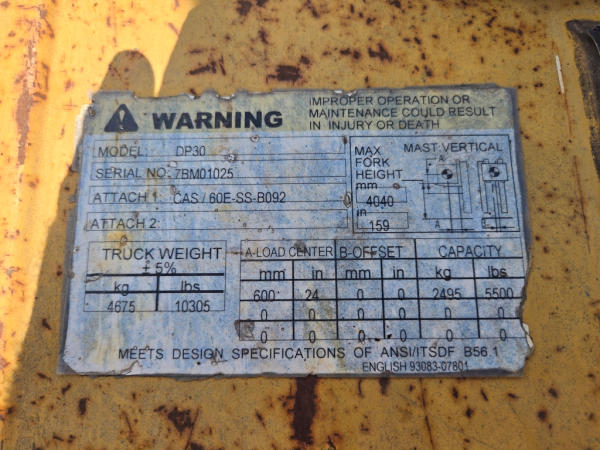 WARNING
IMPROPER OPERATION OR
MAINTENANCE COULD RESULT
IN INJURY OR DEATH
MODEL: DP30
SERIAL NO: 7BM01025
ATTACH 1: CAS / 60E-SS-B092
ATTACH 2:
MAX FORK HEIGHT
mm
4040
in
159
MAST VERTICAL
A
A
TRUCK WEIGHT
± 5%
kg lbs
4675 10305
A-LOAD CENTER B-OFFSET CAPACITY
mm in mm in kg lbs
600 24 0 0 2495 5500
0 0 0 0 0 0
0 0 0 0 0 0
MEETS DESIGN SPECIFICATIONS OF ANSI/ITSDF B56.1
ENGLISH 93083-07801